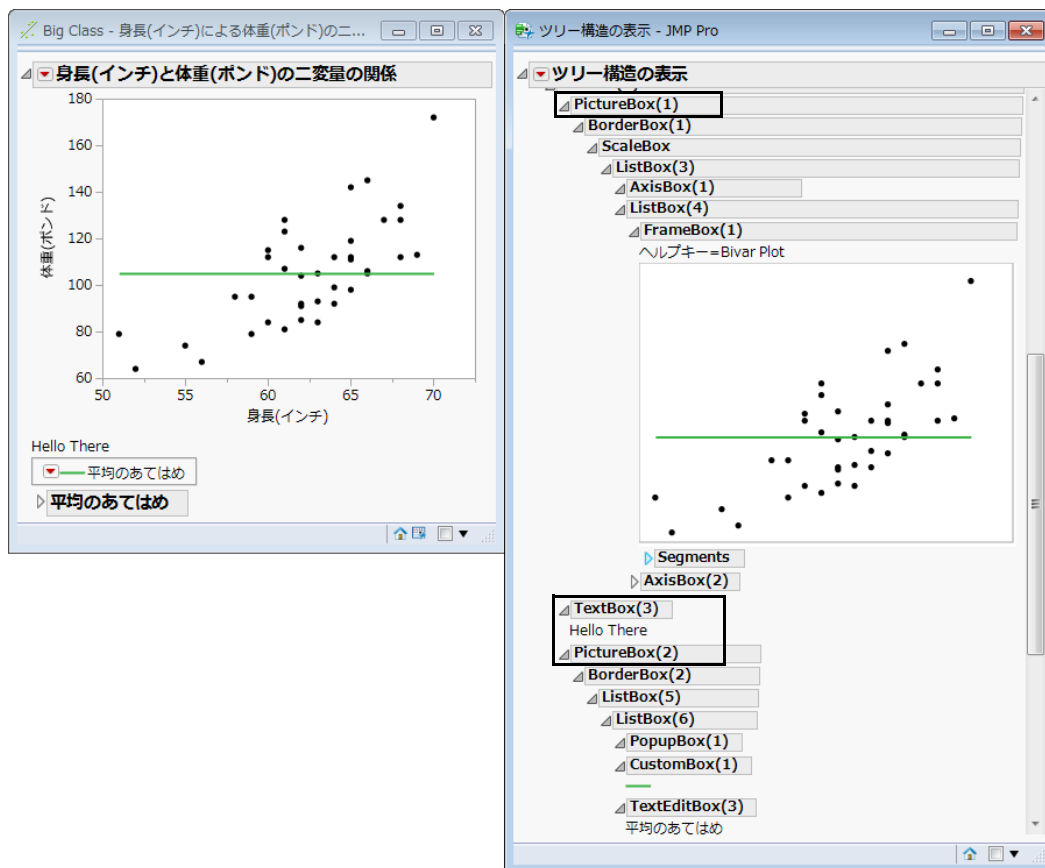 Big Class - 身長(インチ)による体重(ポンド)の二...
身長(インチ)と体重(ポンド)の二変量の関係
180
160
140
120
100
80
60
体重(ポンド)
50
55
60
65
70
身長(インチ)
Hello There
平均のあてはめ
平均のあてはめ
ツリー構造の表示 - JMP Pro
ツリー構造の表示
PictureBox(1)
BorderBox(1)
ScaleBox
ListBox(3)
AxisBox(1)
ListBox(4)
FrameBox(1)
ヘルプキー=Bivar Plot
Segments
AxisBox(2)
TextBox(3)
Hello There
PictureBox(2)
BorderBox(2)
ListBox(5)
ListBox(6)
PopupBox(1)
CustomBox(1)
TextEditBox(3)
平均のあてはめ